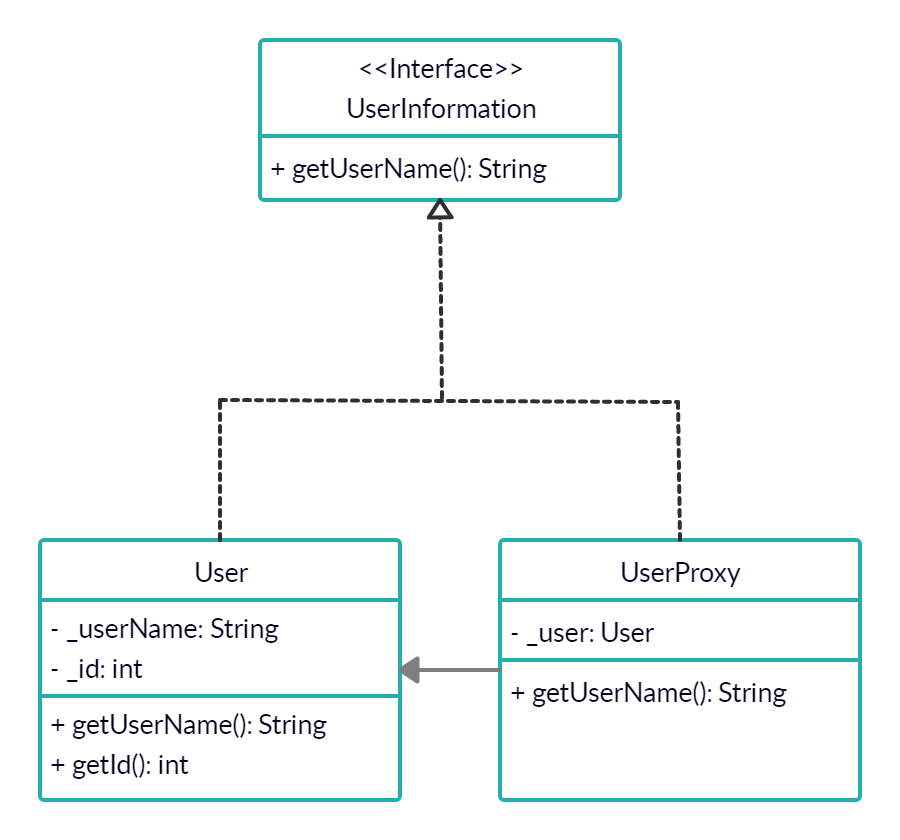 <<Interface>>
UserInformation
+ getUserName(): String
User
- _userName: String
- _id: int
+ getUserName(): String
+ getId(): int
UserProxy
- _user: User
+ getUserName(): String